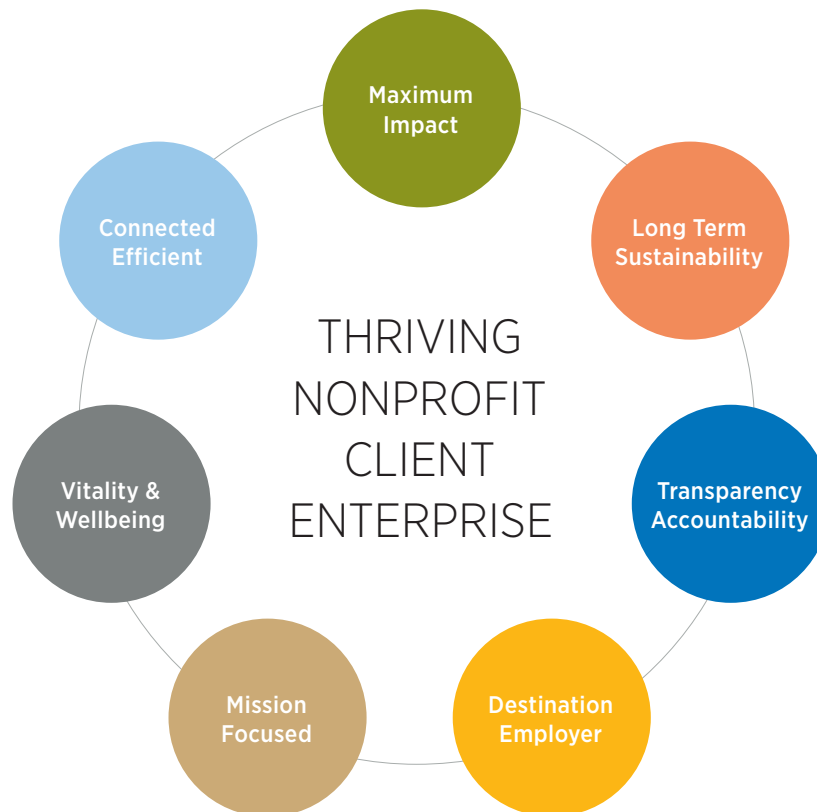 Maximum
Impact
Long Term
Sustainability
Transparency
Accountability
Destination
Employer
Mission
Focused
Vitality &
Wellbeing
Connected
Efficient
THRIVING
NONPROFIT
CLIENT
ENTERPRISE